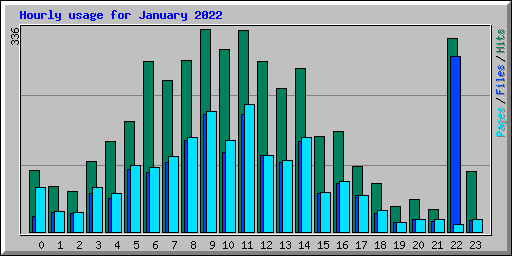 Hourly usage for January 2022
336
Pages/Files/Hits
0 1 2 3 4 5 6 7 8 9 10 11 12 13 14 15 16 17 18 19 20 21 22 23